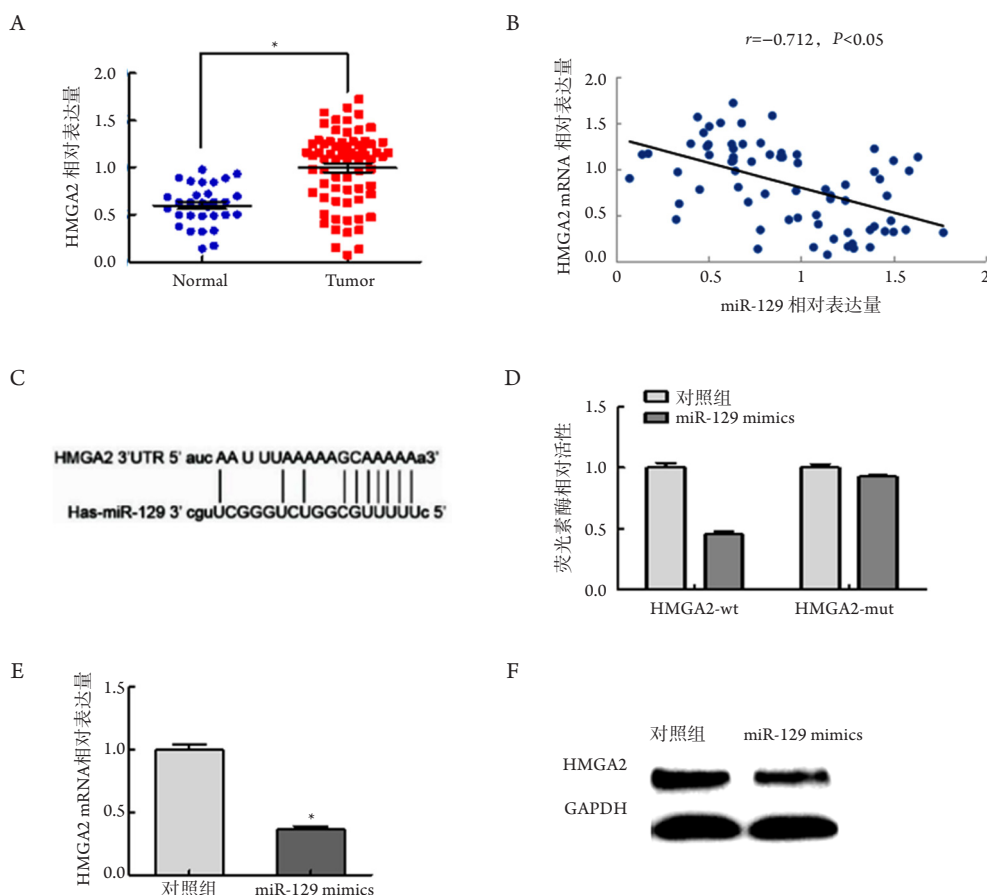 A
*
HMGA2 相对表达量
2.0
1.5
1.0
0.5
0.0
Normal
Tumor
B
r=−0.712，P<0.05
HMGA2 mRNA 相对表达量
2.0
1.5
1.0
0.5
0.0
0
0.5
1
1.5
2
miR-129 相对表达量
C
HMGA2 3'UTR 5' auc AA U UUAAAAAGCAAAAAa3'
Has-miR-129 3' cguUCGGGUCUGGCGUUUUUc 5'
D
对照组
miR-129 mimics
荧光素酶相对活性
1.5
1.0
0.5
0.0
HMGA2-wt
HMGA2-mut
E
HMGA2 mRNA相对表达量
1.5
1.0
0.5
0.0
*
对照组
miR-129 mimics
F
对照组
miR-129 mimics
HMGA2
GAPDH